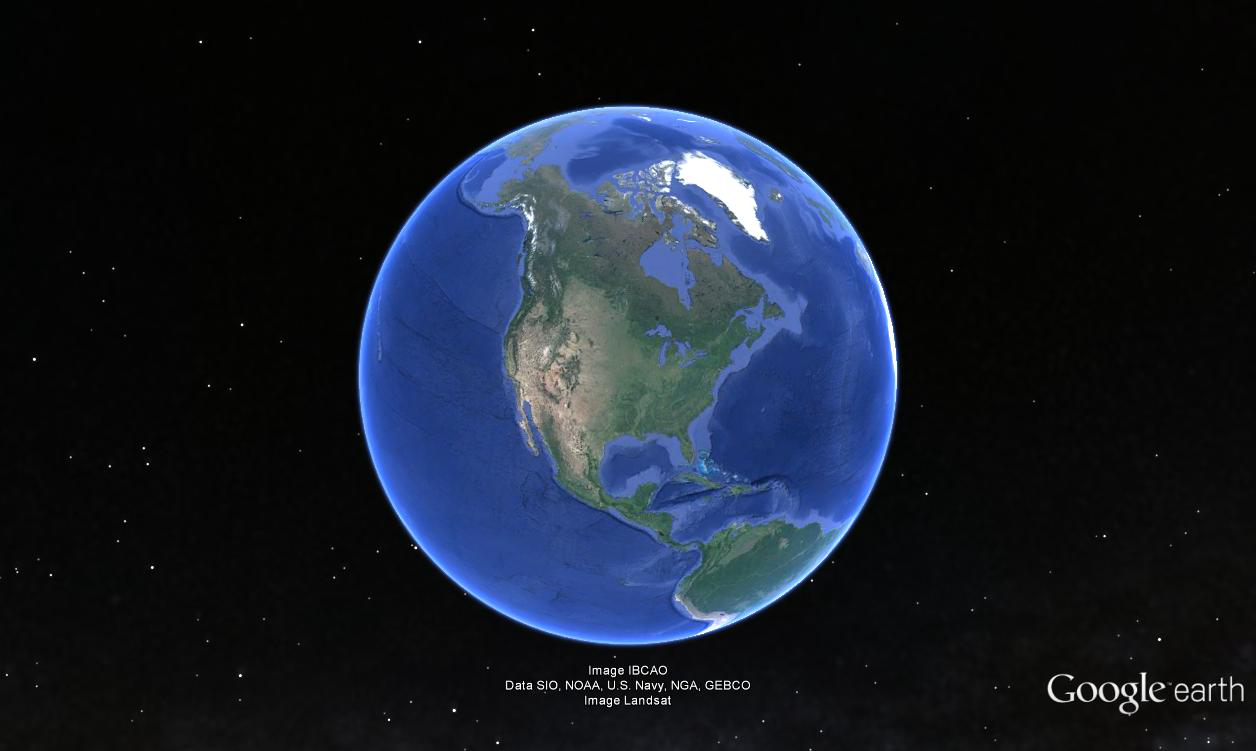 Image IBCAO
Data SIO, NOAA, U.S. Navy, NGA, GEBCO
Image Landsat
Google earth